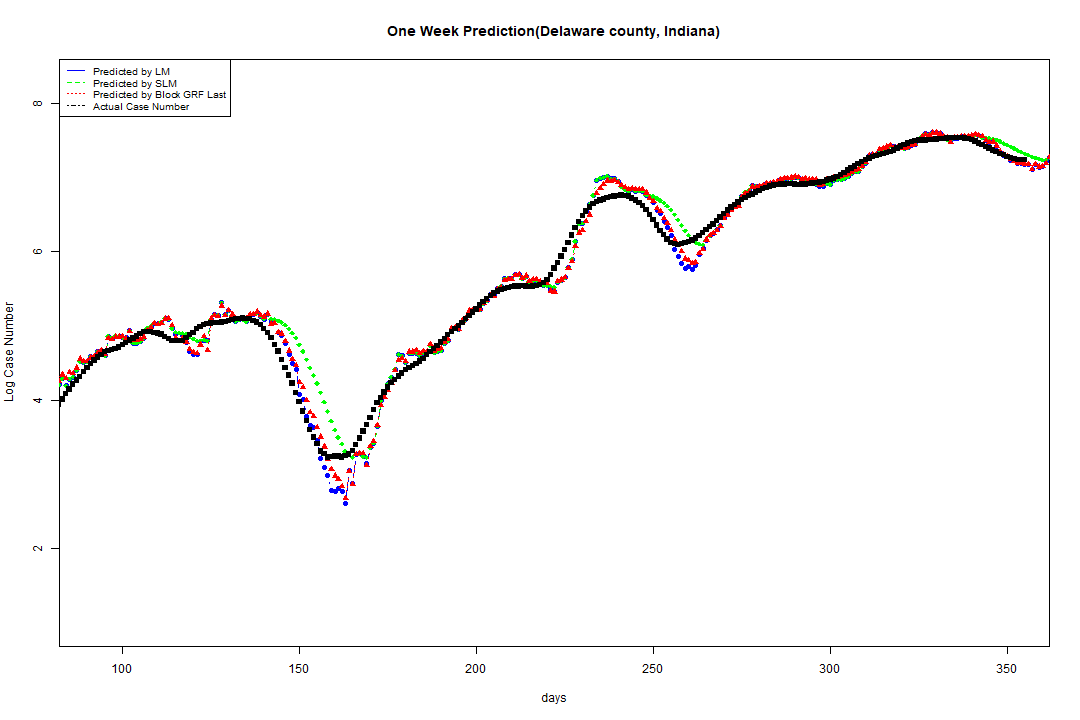 One Week Prediction(Delaware county, Indiana)
Predicted by LM
Predicted by SLM
Predicted by Block GRF Last
Actual Case Number
8
6
4
2
Log Case Number
100 150 200 250 300 350
days